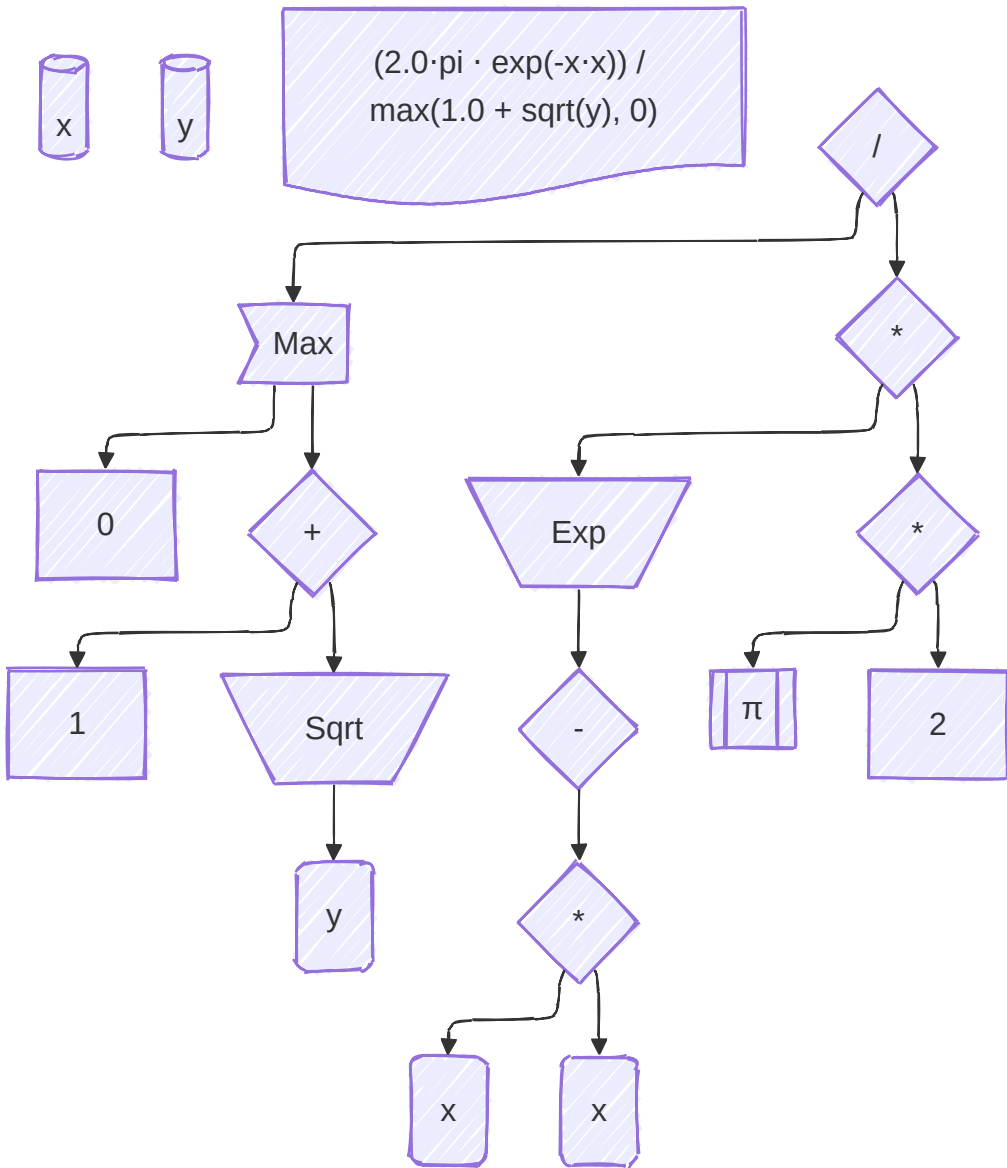 x
y
(2.0·pi · exp(-x·x)) /
max(1.0 + sqrt(y), 0)
/
Max
*
0
+
Exp
*
1
Sqrt
-
π
2
y
*
x
x